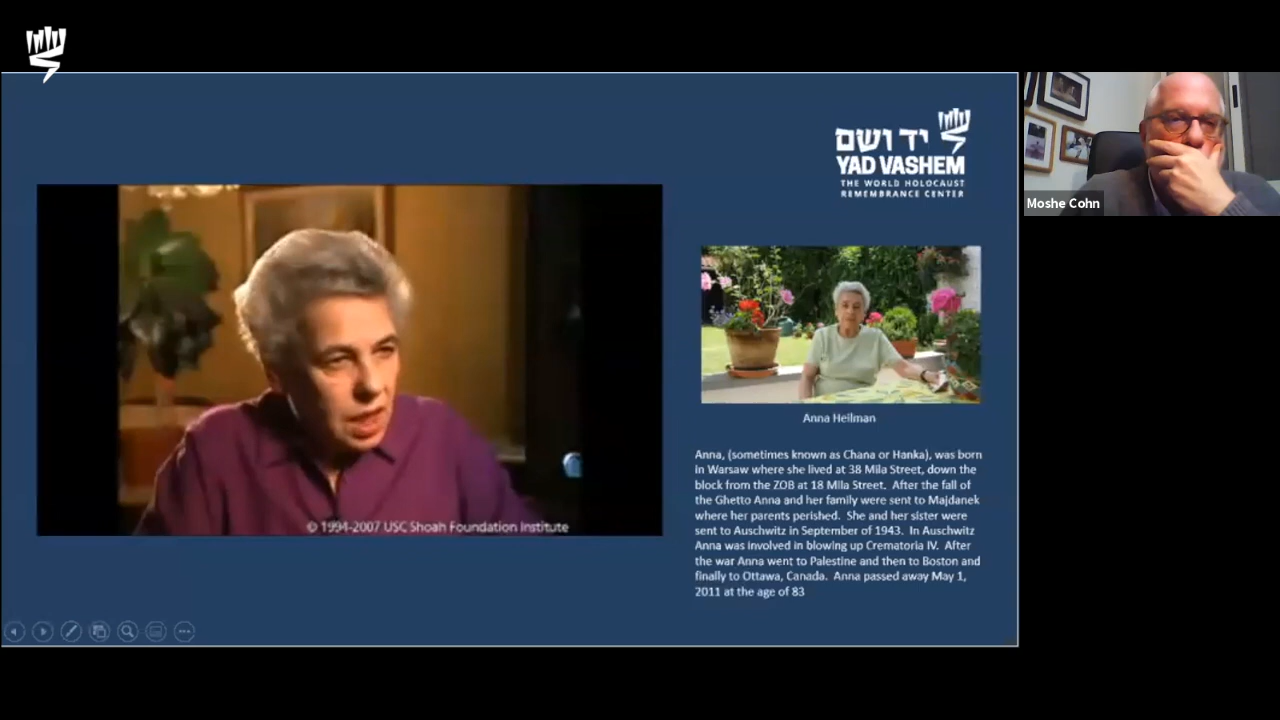 יד ושם
YAD VASHEM
THE WORLD HOLOCAUST
REMEMBRANCE CENTER
Moshe Cohn
Anna Heilman
Anna, (sometimes known as Chana or Hanka), was born
in Warsaw where she lived at 38 Mila Street, down the
block from the ZOB at 18 Mila Street.  After the fall of
the Ghetto Anna and her family were sent to Majdanek
where her parents perished.  She and her sister were
sent to Auschwitz in September of 1943.  In Auschwitz
Anna was involved in blowing up Crematoria IV.  After
the war Anna went to Palestine and then to Boston and
finally to Ottawa, Canada.  Anna passed away May 1,
2011 at the age of 83
© 1994-2007 USC Shoah Foundation Institute